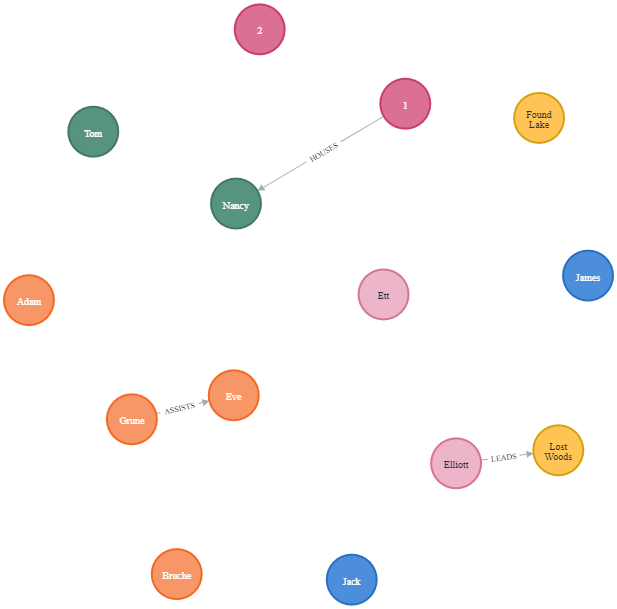 2
1
Found
Lake
Tom
HOUSES
Nancy
James
Ett
Adam
Eve
ASSISTS
Grune
Lost
Woods
LEADS
Elliott
Bruche
Jack